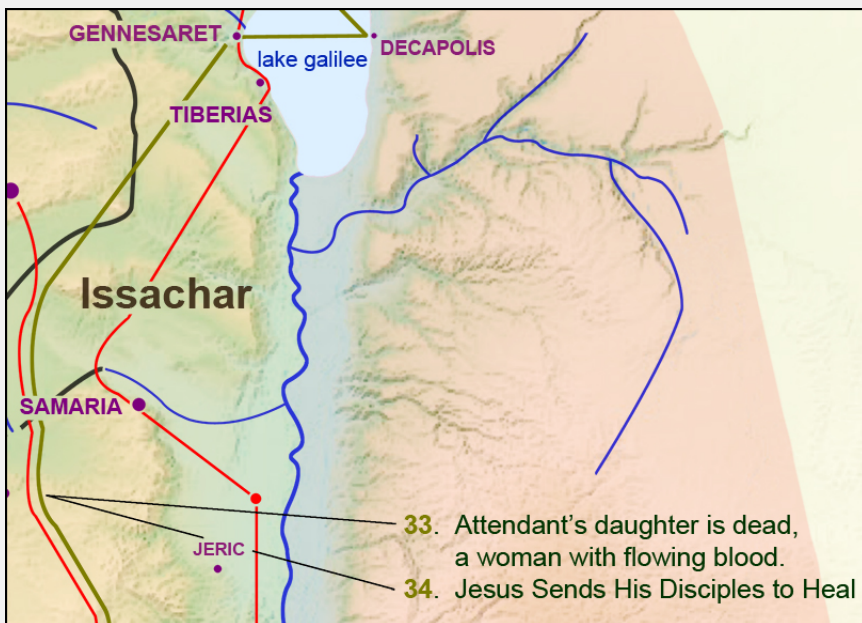 GENNESARET
lake galilee
DECAPOLIS
TIBERIAS
Issachar
SAMARIA
33. Attendant's daughter is dead,
a woman with flowing blood.
JERIC
34. Jesus Sends His Disciples to Heal